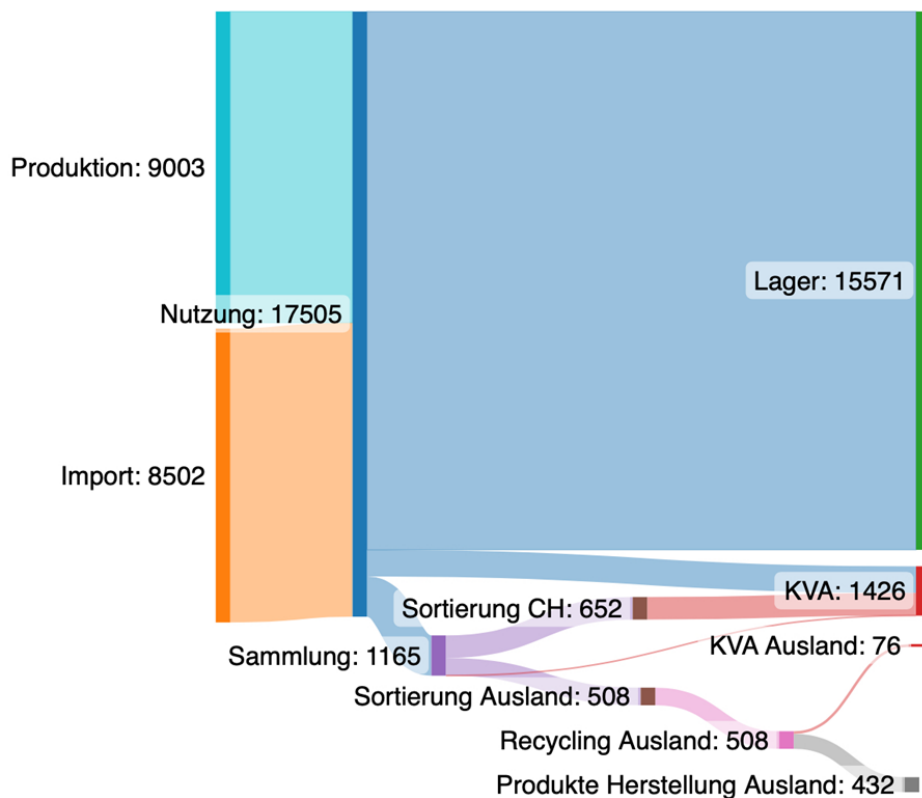 Produktion: 9003
Lager: 15571
Nutzung: 17505
Import: 8502
KVA: 1426
Sortierung CH: 652
KVA Ausland: 76
Sammlung: 1165
Sortierung Ausland: 508
Recycling Ausland: 508
Produkte Herstellung Ausland: 432